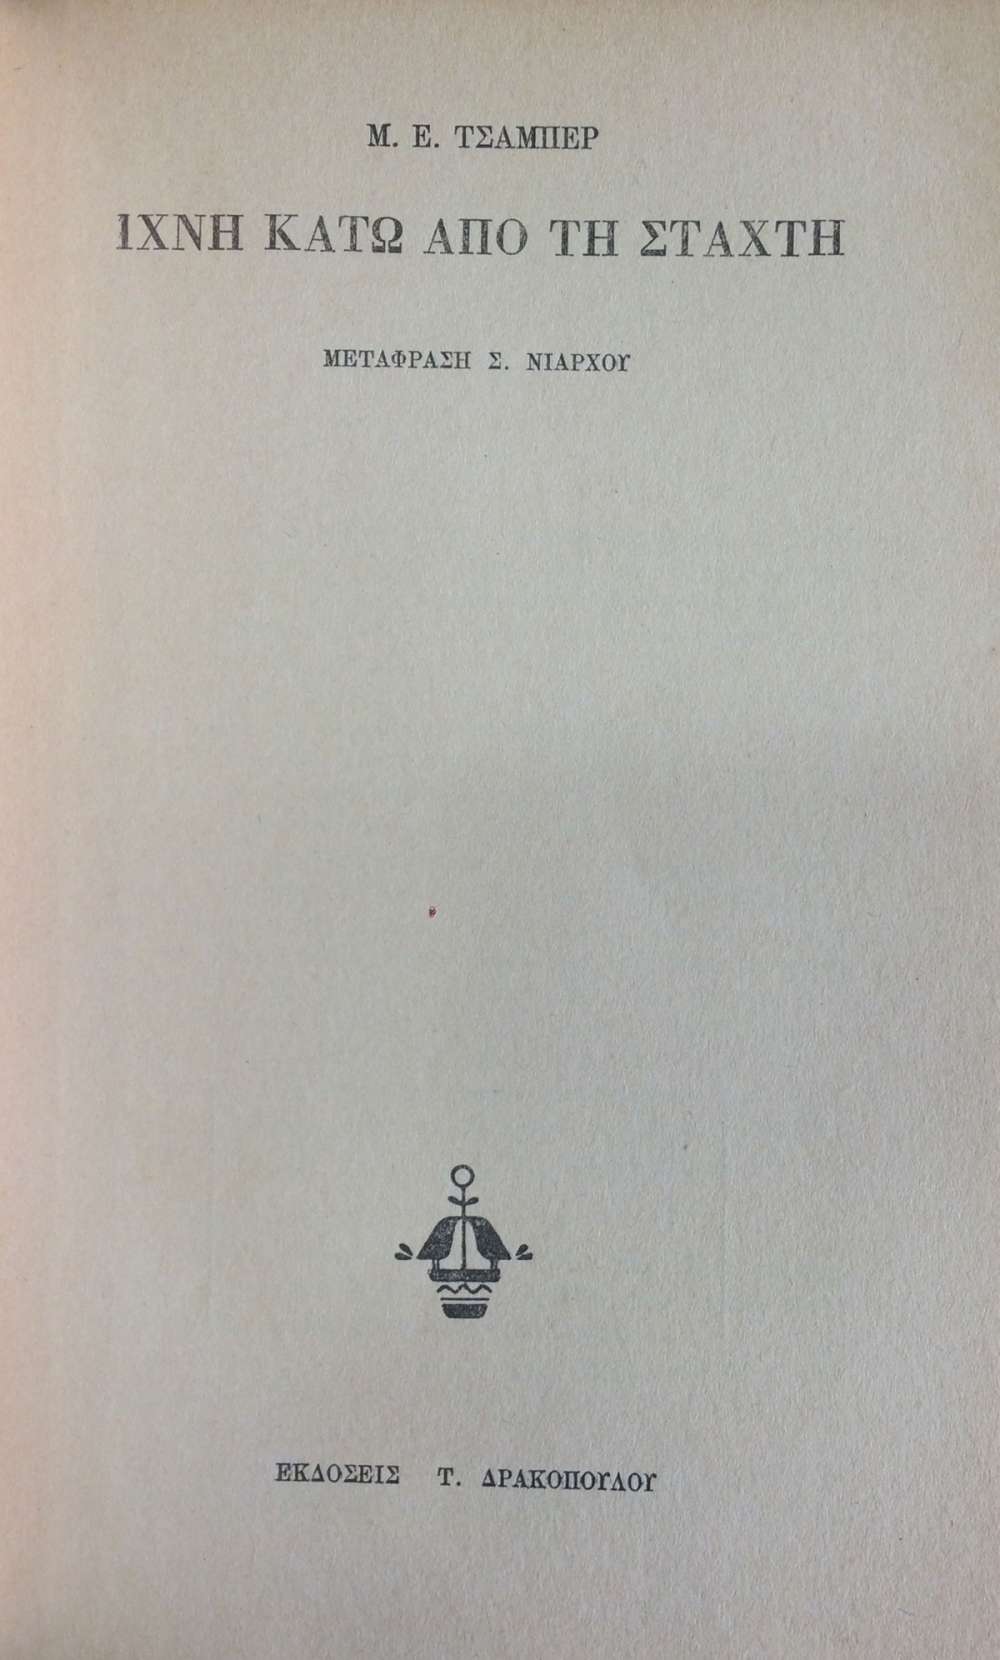 Μ. Ε. ΤΣΑΜΠΕΡ
ΙΧΝΗ ΚΑΤΩ ΑΠΟ ΤΗ ΣΤΑΧΤΗ
ΜΕΤΑΦΡΑΣΗ Σ. ΝΙΑΡΧΟΥ
ΕΚΔΟΣΕΙΣ Τ. ΔΡΑΚΟΠΟΥΛΟΥ